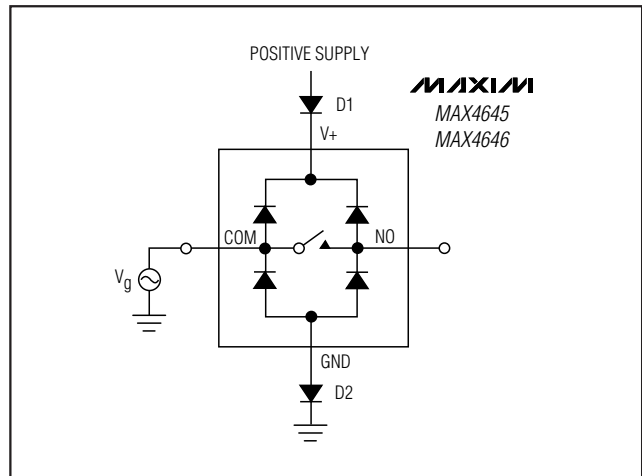 POSITIVE SUPPLY
D1
MAXIM
MAX4645
MAX4646
V+
COM
NO
Vg
GND
D2